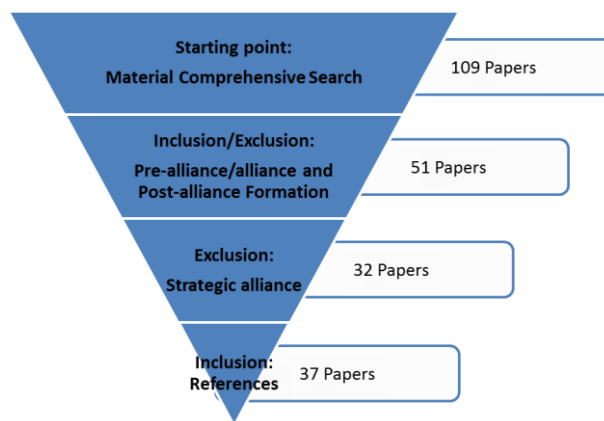 Starting point:
Material Comprehensive Search
109 Papers
Inclusion/Exclusion:
Pre-alliance/alliance and
Post-alliance Formation
51 Papers
Exclusion:
Strategic alliance
32 Papers
Inclusion:
References
37 Papers